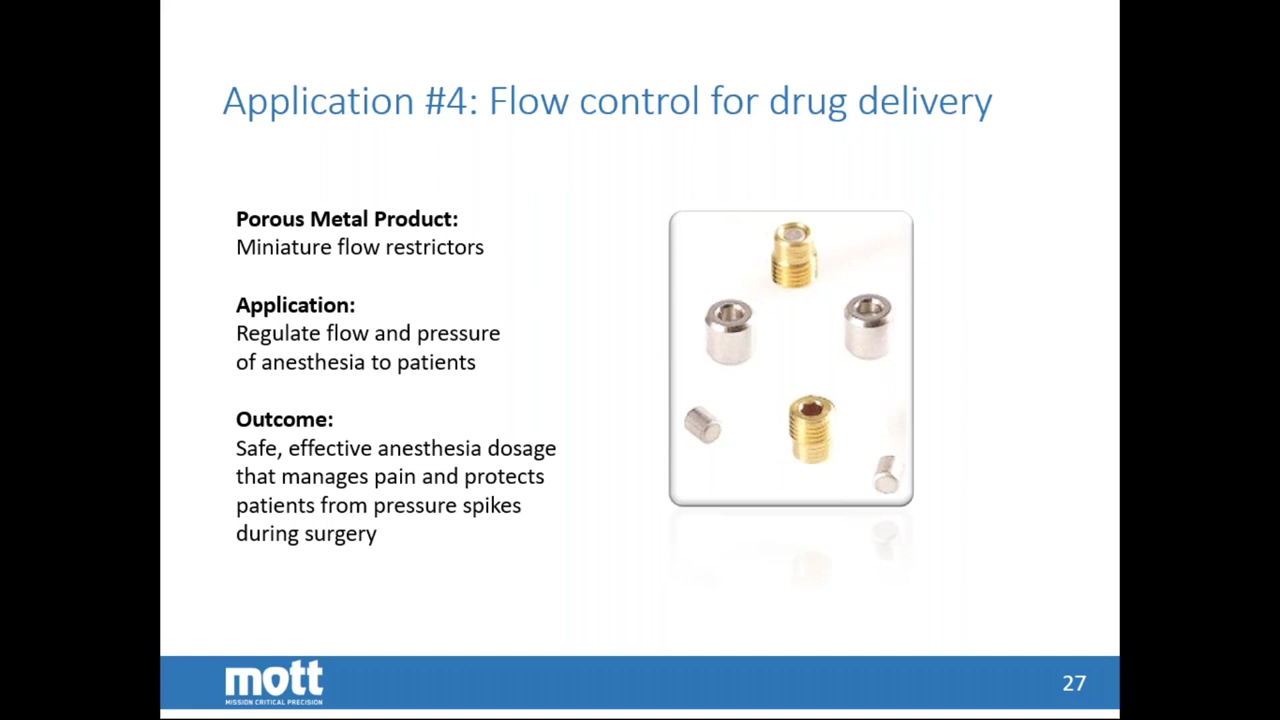 Application #4: Flow control for drug delivery
Porous Metal Product:
Miniature flow restrictors
Application:
Regulate flow and pressure
of anesthesia to patients
Outcome:
Safe, effective anesthesia dosage
that manages pain and protects
patients from pressure spikes
during surgery
mott
MISSION CRITICAL PRECISION
27